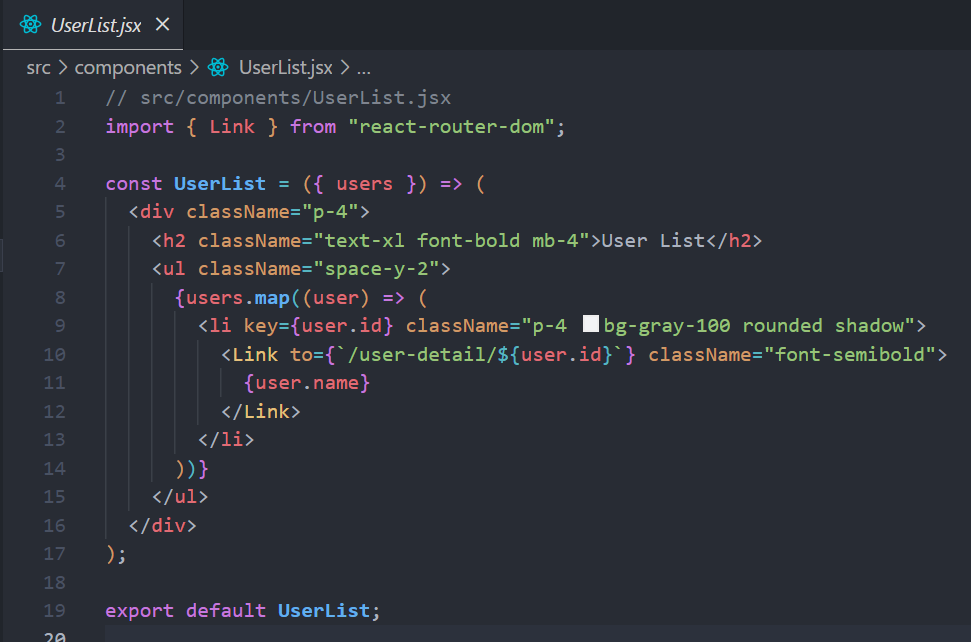 UserList.jsx
src > components > UserList.jsx > ...
1 // src/components/UserList.jsx
2 import { Link } from "react-router-dom";
3
4 const UserList = ({ users }) => (
5   <div className="p-4">
6     <h2 className="text-xl font-bold mb-4">User List</h2>
7     <ul className="space-y-2">
8       {users.map((user) => (
9         <li key={user.id} className="p-4 bg-gray-100 rounded shadow">
10           <Link to={`/user-detail/${user.id}`} className="font-semibold">
11             {user.name}
12           </Link>
13         </li>
14       ))}
15     </ul>
16   </div>
17 );
18
19 export default UserList;
20